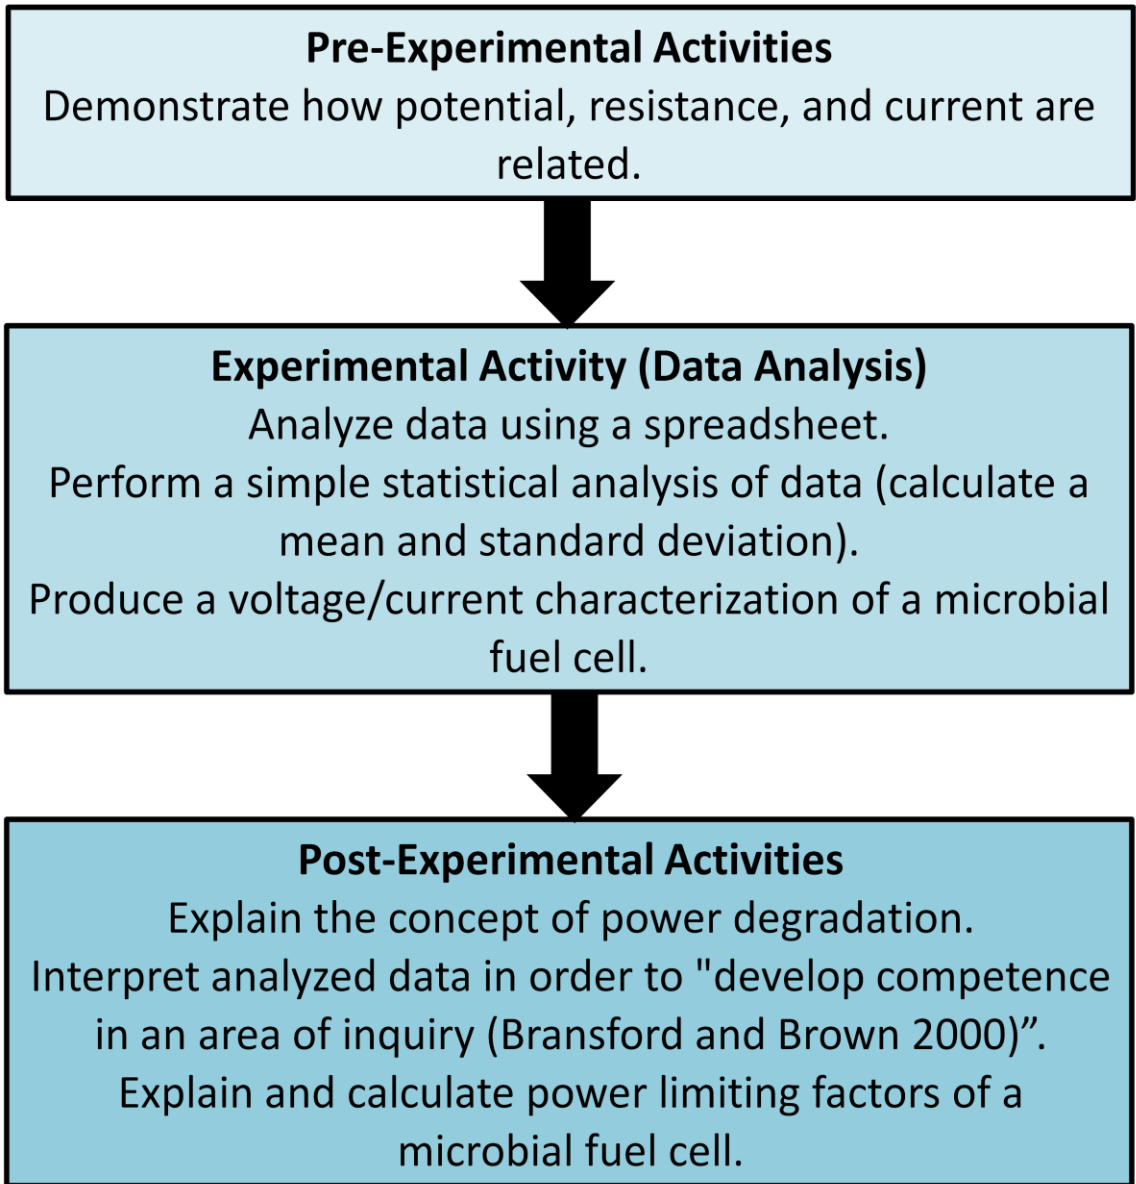 Pre-Experimental Activities
Demonstrate how potential, resistance, and current are
related.
Experimental Activity (Data Analysis)
Analyze data using a spreadsheet.
Perform a simple statistical analysis of data (calculate a
mean and standard deviation).
Produce a voltage/current characterization of a microbial
fuel cell.
Post-Experimental Activities
Explain the concept of power degradation.
Interpret analyzed data in order to "develop competence
in an area of inquiry (Bransford and Brown 2000)”.
Explain and calculate power limiting factors of a
microbial fuel cell.